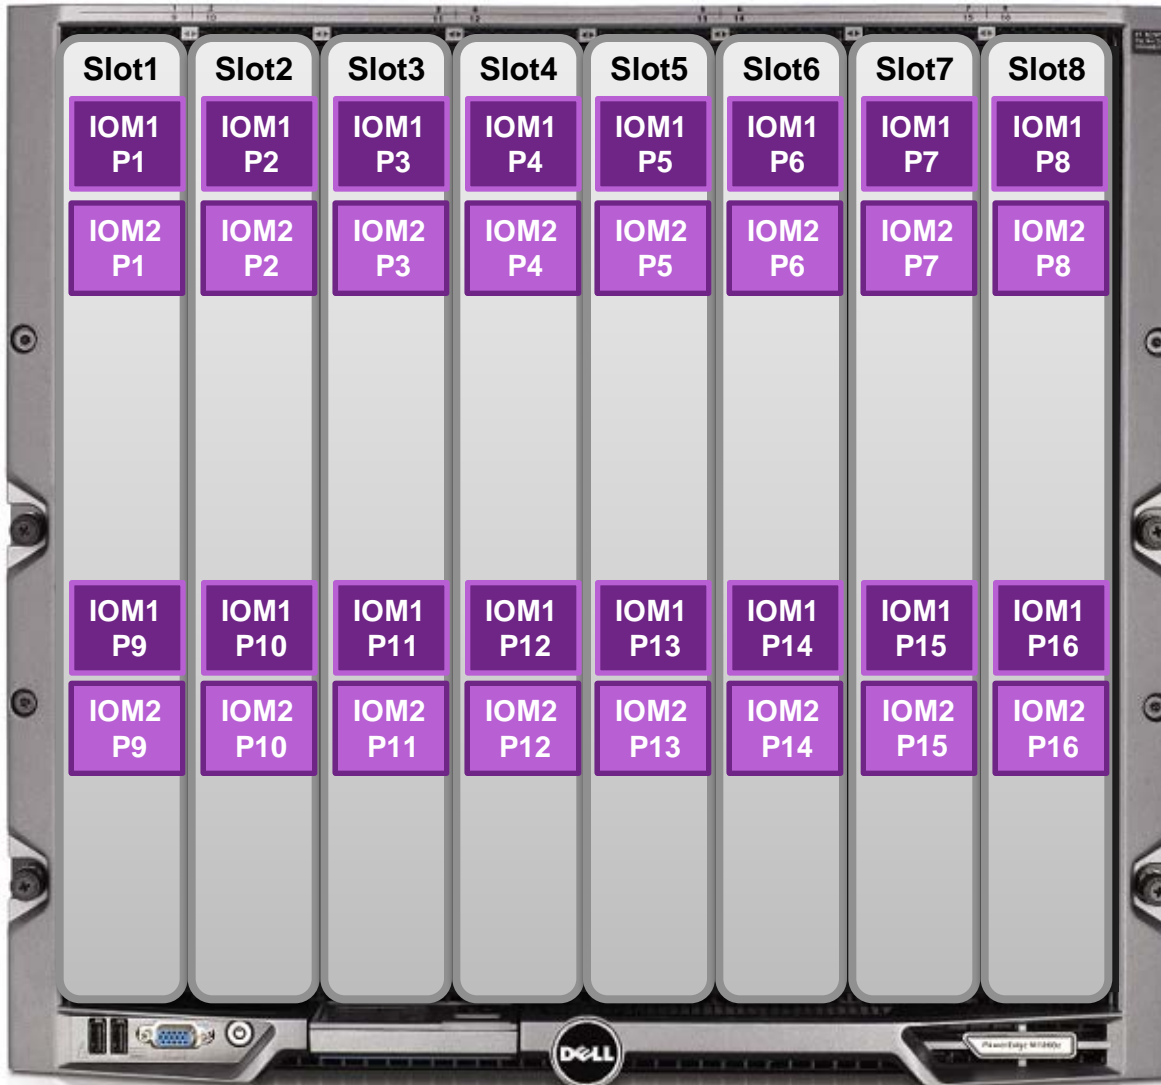 Slot1 Slot2 Slot3 Slot4 Slot5 Slot6 Slot7 Slot8
IOM1 IOM1 IOM1 IOM1 IOM1 IOM1 IOM1 IOM1
P1 P2 P3 P4 P5 P6 P7 P8
IOM2 IOM2 IOM2 IOM2 IOM2 IOM2 IOM2 IOM2
P1 P2 P3 P4 P5 P6 P7 P8
IOM1 IOM1 IOM1 IOM1 IOM1 IOM1 IOM1 IOM1
P9 P10 P11 P12 P13 P14 P15 P16
IOM2 IOM2 IOM2 IOM2 IOM2 IOM2 IOM2 IOM2
P9 P10 P11 P12 P13 P14 P15 P16
DELL
PowerEdge M1000e